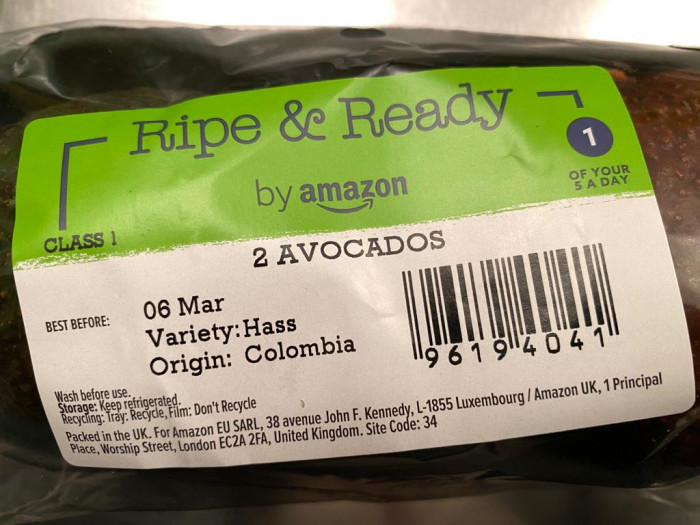 Ripe & Ready
by amazon
1
OF YOUR
5 A DAY
CLASS 1
2 AVOCADOS
BEST BEFORE:
06 Mar
Variety: Hass
Origin: Colombia
96194041
Wash before use.
Storage: Keep refrigerated.
Recycling: Tray: Recycle, Film: Don't Recycle
Packed in the UK. For Amazon EU SARL, 38 avenue John F. Kennedy, L-1855 Luxembourg / Amazon UK, 1 Principal
Place, Worship Street, London EC2A 2FA, United Kingdom. Site Code: 34